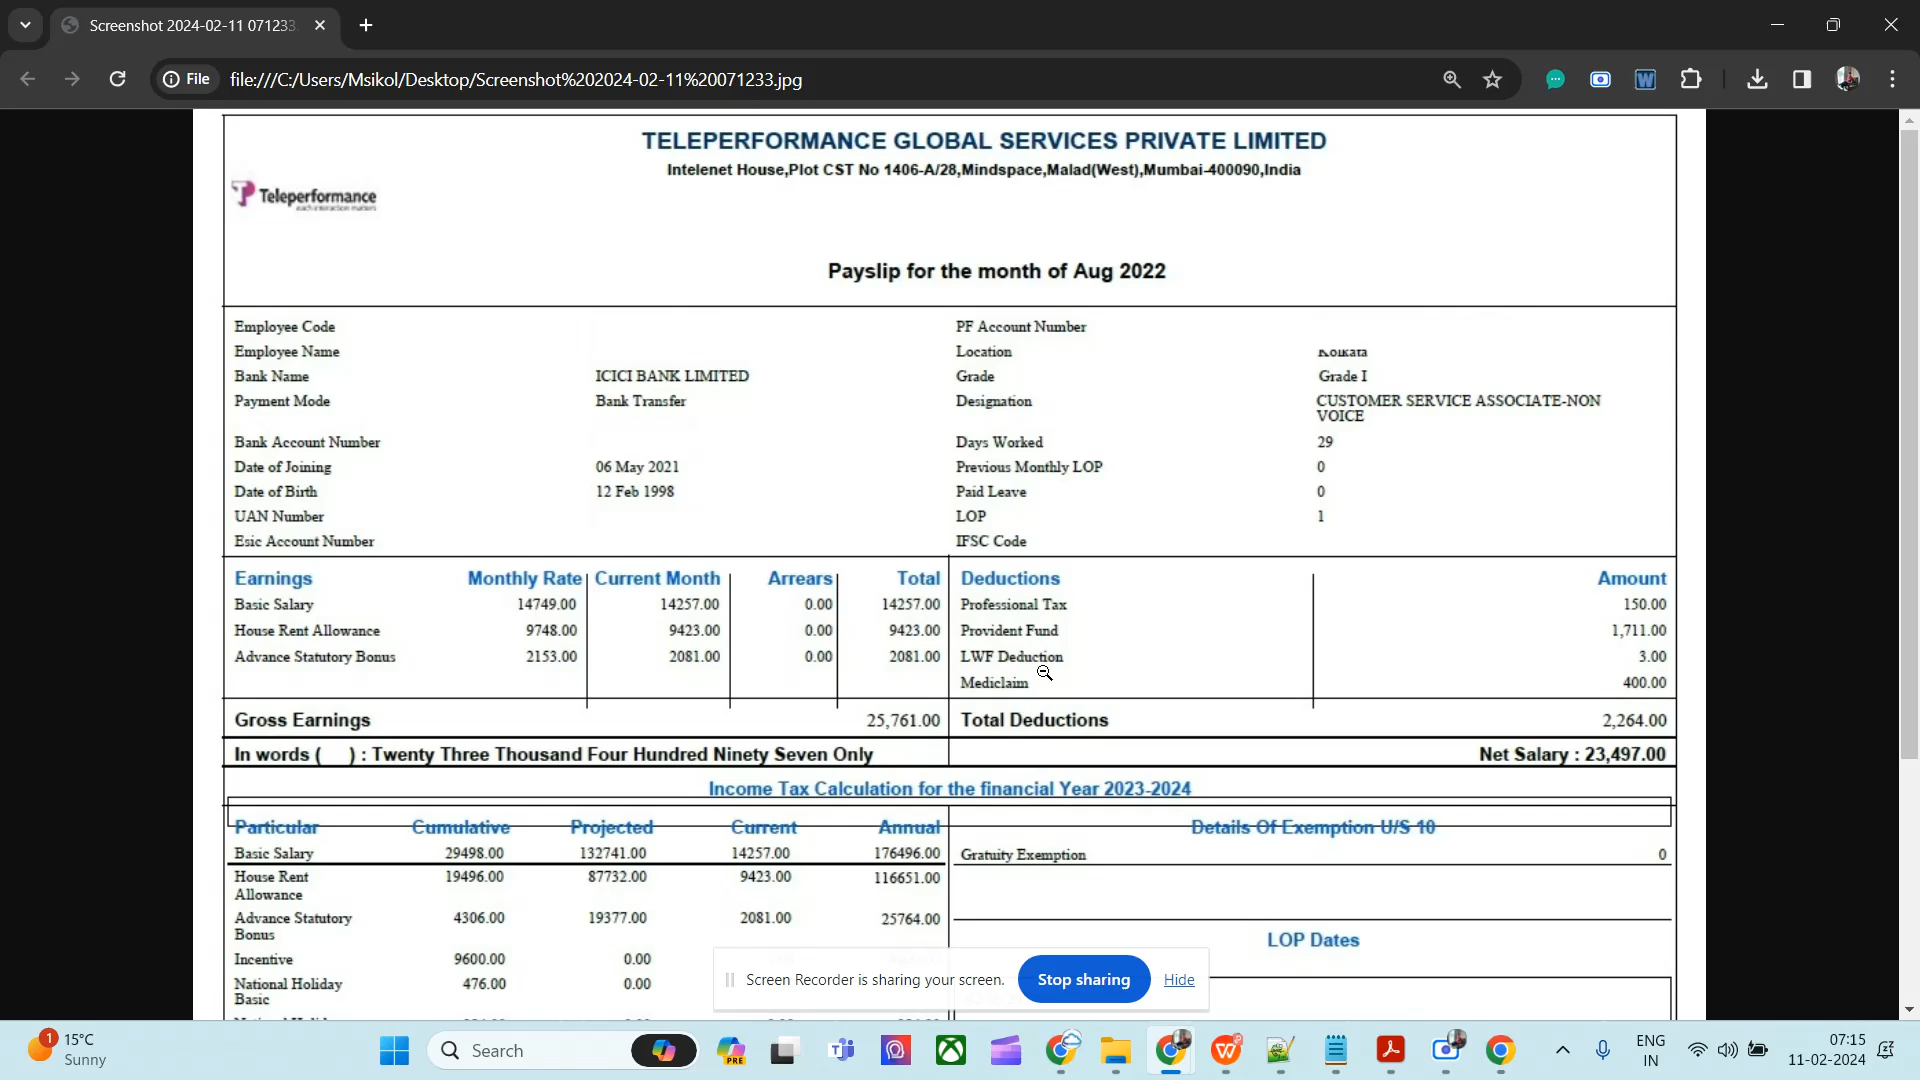 Screenshot 2024-02-11 071233
File file:///C:/Users/Msikol/Desktop/Screenshot%202024-02-11%20071233.jpg
TELEPERFORMANCE GLOBAL SERVICES PRIVATE LIMITED
Intelenet House,Plot CST No 1406-A/28,Mindspace,Malad(West),Mumbai-400090,India
Teleperformance
each interaction matters
Payslip for the month of Aug 2022
Employee Code PF Account Number
Employee Name Location Kolkata
Bank Name ICICI BANK LIMITED Grade Grade I
Payment Mode Bank Transfer Designation CUSTOMER SERVICE ASSOCIATE-NON
VOICE
Bank Account Number Days Worked 29
Date of Joining 06 May 2021 Previous Monthly LOP 0
Date of Birth 12 Feb 1998 Paid Leave 0
UAN Number LOP 1
Esic Account Number IFSC Code
Earnings Monthly Rate Current Month Arrears Total Deductions Amount
Basic Salary 14749.00 14257.00 0.00 14257.00 Professional Tax 150.00
House Rent Allowance 9748.00 9423.00 0.00 9423.00 Provident Fund 1,711.00
Advance Statutory Bonus 2153.00 2081.00 0.00 2081.00 LWF Deduction 3.00
Mediclaim 400.00
Gross Earnings 25,761.00 Total Deductions 2,264.00
In words ( ) : Twenty Three Thousand Four Hundred Ninety Seven Only Net Salary : 23,497.00
Income Tax Calculation for the financial Year 2023-2024
Particular Cumulative Projected Current Annual Details Of Exemption U/S 10
Basic Salary 29498.00 132741.00 14257.00 176496.00 Gratuity Exemption 0
House Rent 19496.00 87732.00 9423.00 116651.00
Allowance
Advance Statutory 4306.00 19377.00 2081.00 25764.00
Bonus
LOP Dates
Incentive 9600.00 0.00
National Holiday 476.00 0.00
Basic
Screen Recorder is sharing your screen. Stop sharing Hide
1 15°C
Sunny
Search
PRE
ENG
IN
07:15
11-02-2024